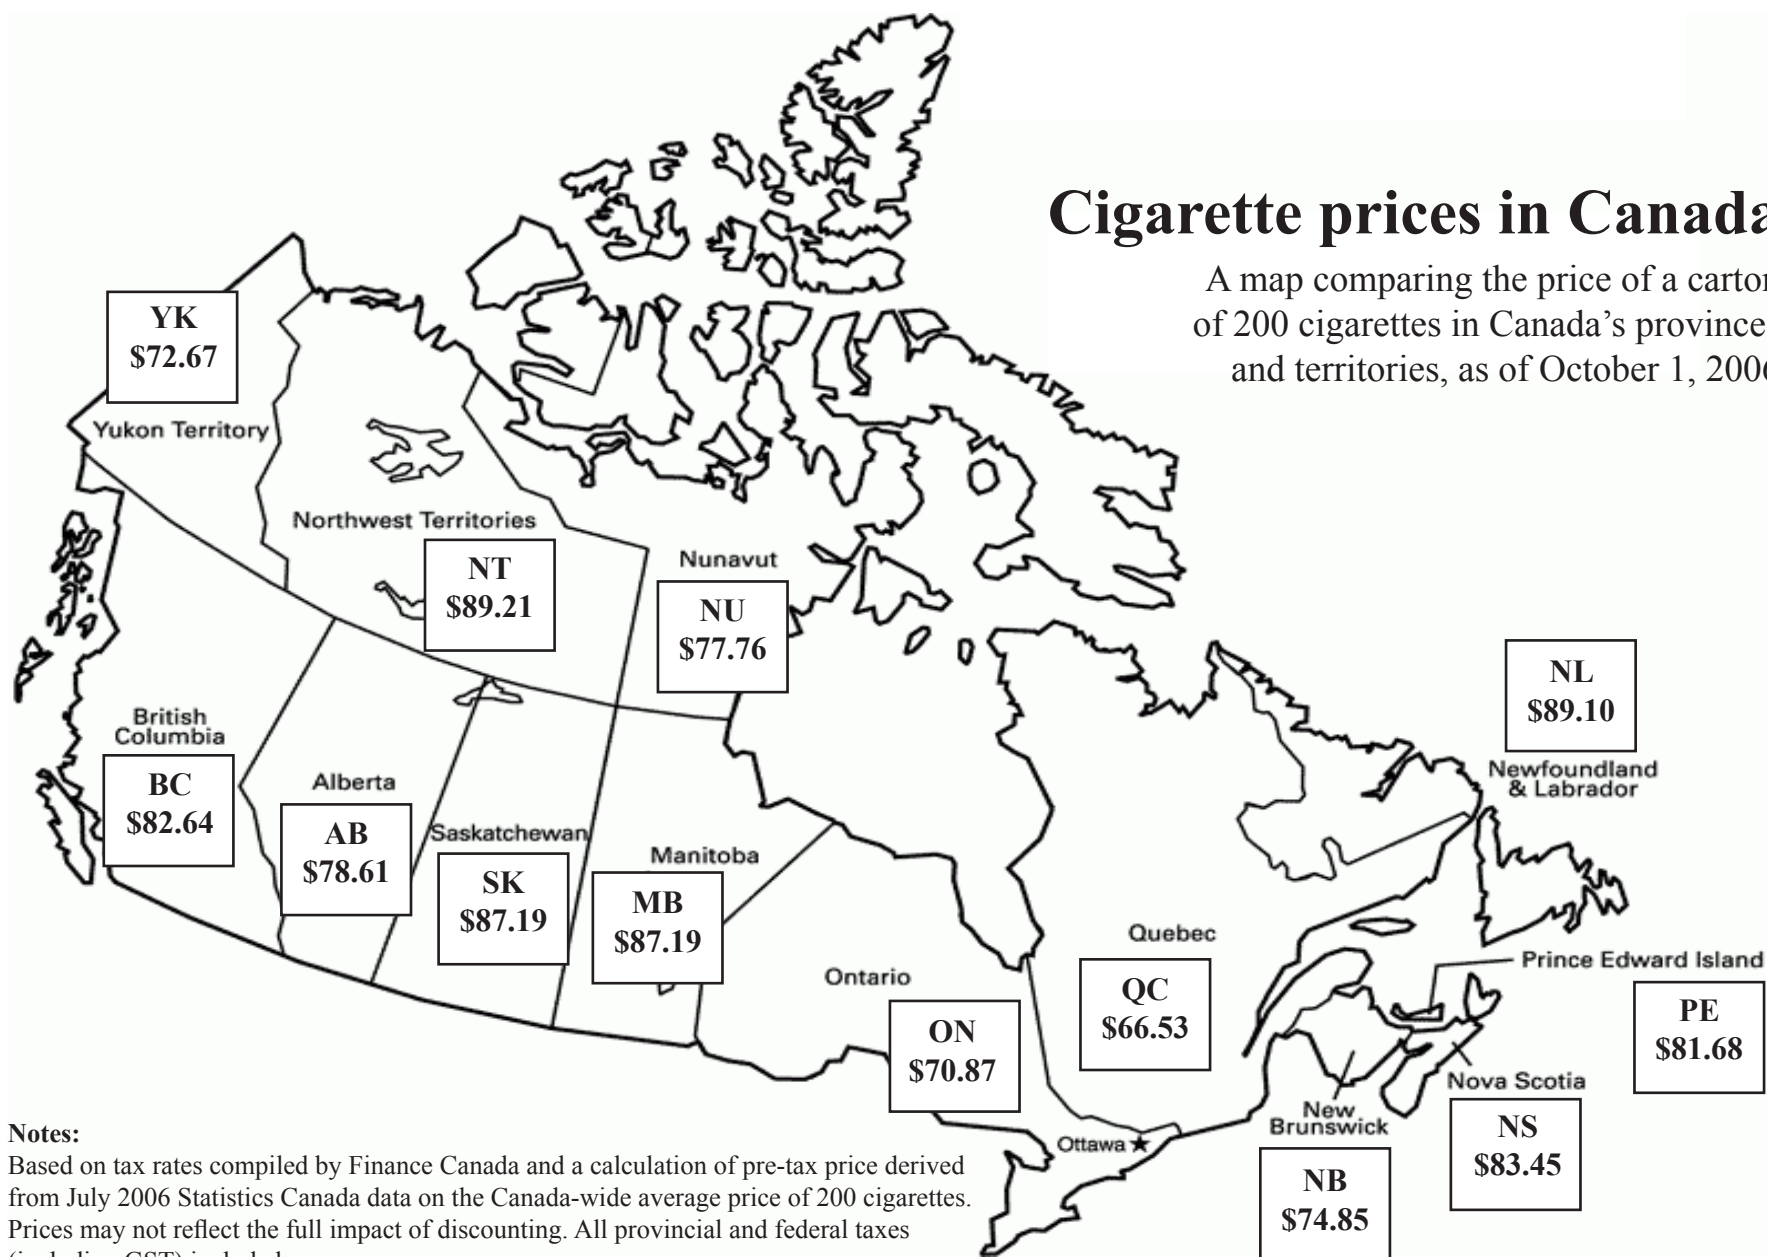 Cigarette prices in Canada
A map comparing the price of a carton
of 200 cigarettes in Canada’s province
and territories, as of October 1, 2006
YK
$72.67
Yukon Territory
Northwest Territories
NT
$89.21
Nunavut
NU
$77.76
NL
$89.10
Newfoundland
& Labrador
British
Columbia
BC
$82.64
Alberta
AB
$78.61
Saskatchewan
SK
$87.19
Manitoba
MB
$87.19
Ontario
ON
$70.87
Quebec
QC
$66.53
Prince Edward Island
PE
$81.68
Nova Scotia
NS
$83.45
New
Brunswick
NB
$74.85
Ottawa
Notes:
Based on tax rates compiled by Finance Canada and a calculation of pre-tax price derived
from July 2006 Statistics Canada data on the Canada-wide average price of 200 cigarettes.
Prices may not reflect the full impact of discounting. All provincial and federal taxes
(including GST) included